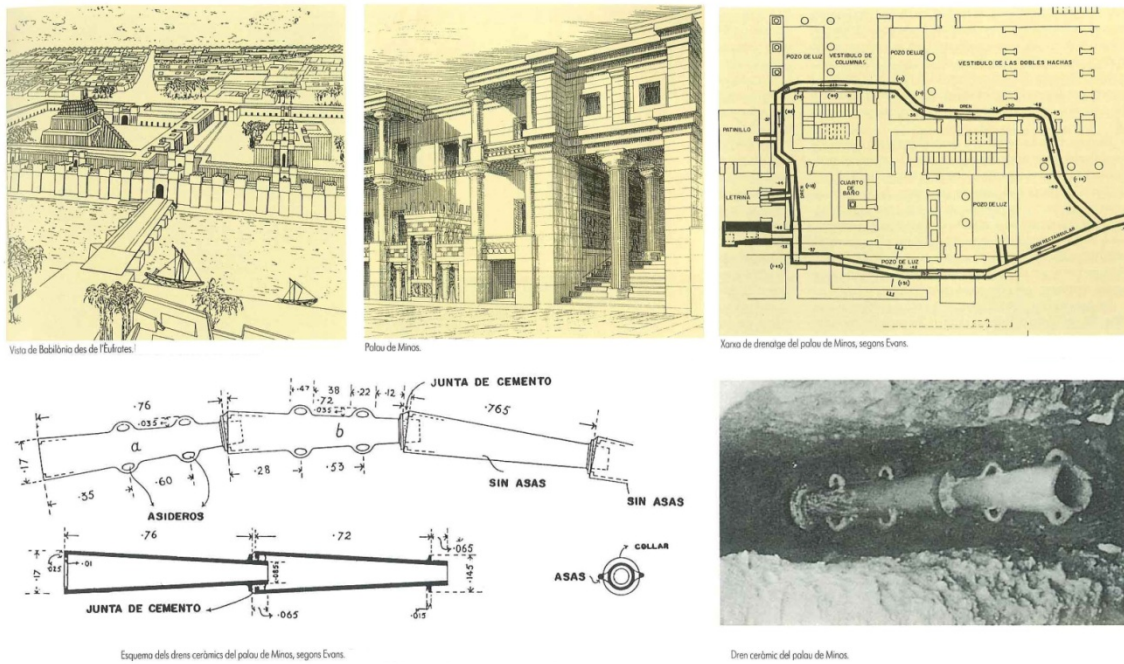 POZO DE LUZ
VESTIBULO DE COLUMNAS
POZO DE LUZ
VESTIBULO DE LAS DOBLES HACHAS
DREN
PATINILLO
LETRINA
DREN
CUARTO DE BAÑO
POZO DE LUZ
DREN RECTANGULAR
POZO DE LUZ
Vista de Babilònia des de l'Eufrates.
Palau de Minos.
Xarxa de drenatge del palau de Minos, segons Evans.
JUNTA DE CEMENTO
.47 .38 .22 .12
.76 .72 .765
.035 .035
a b
.17
.28 .53
.35 .60
SIN ASAS
SIN ASAS
ASIDEROS
.76 .72 .065
.025 .01
.17 .085 .145
COLLAR
ASAS
JUNTA DE CEMENTO
.065 .015
Esquema dels drens ceràmics del palau de Minos, segons Evans.
Dren ceràmic del palau de Minos.